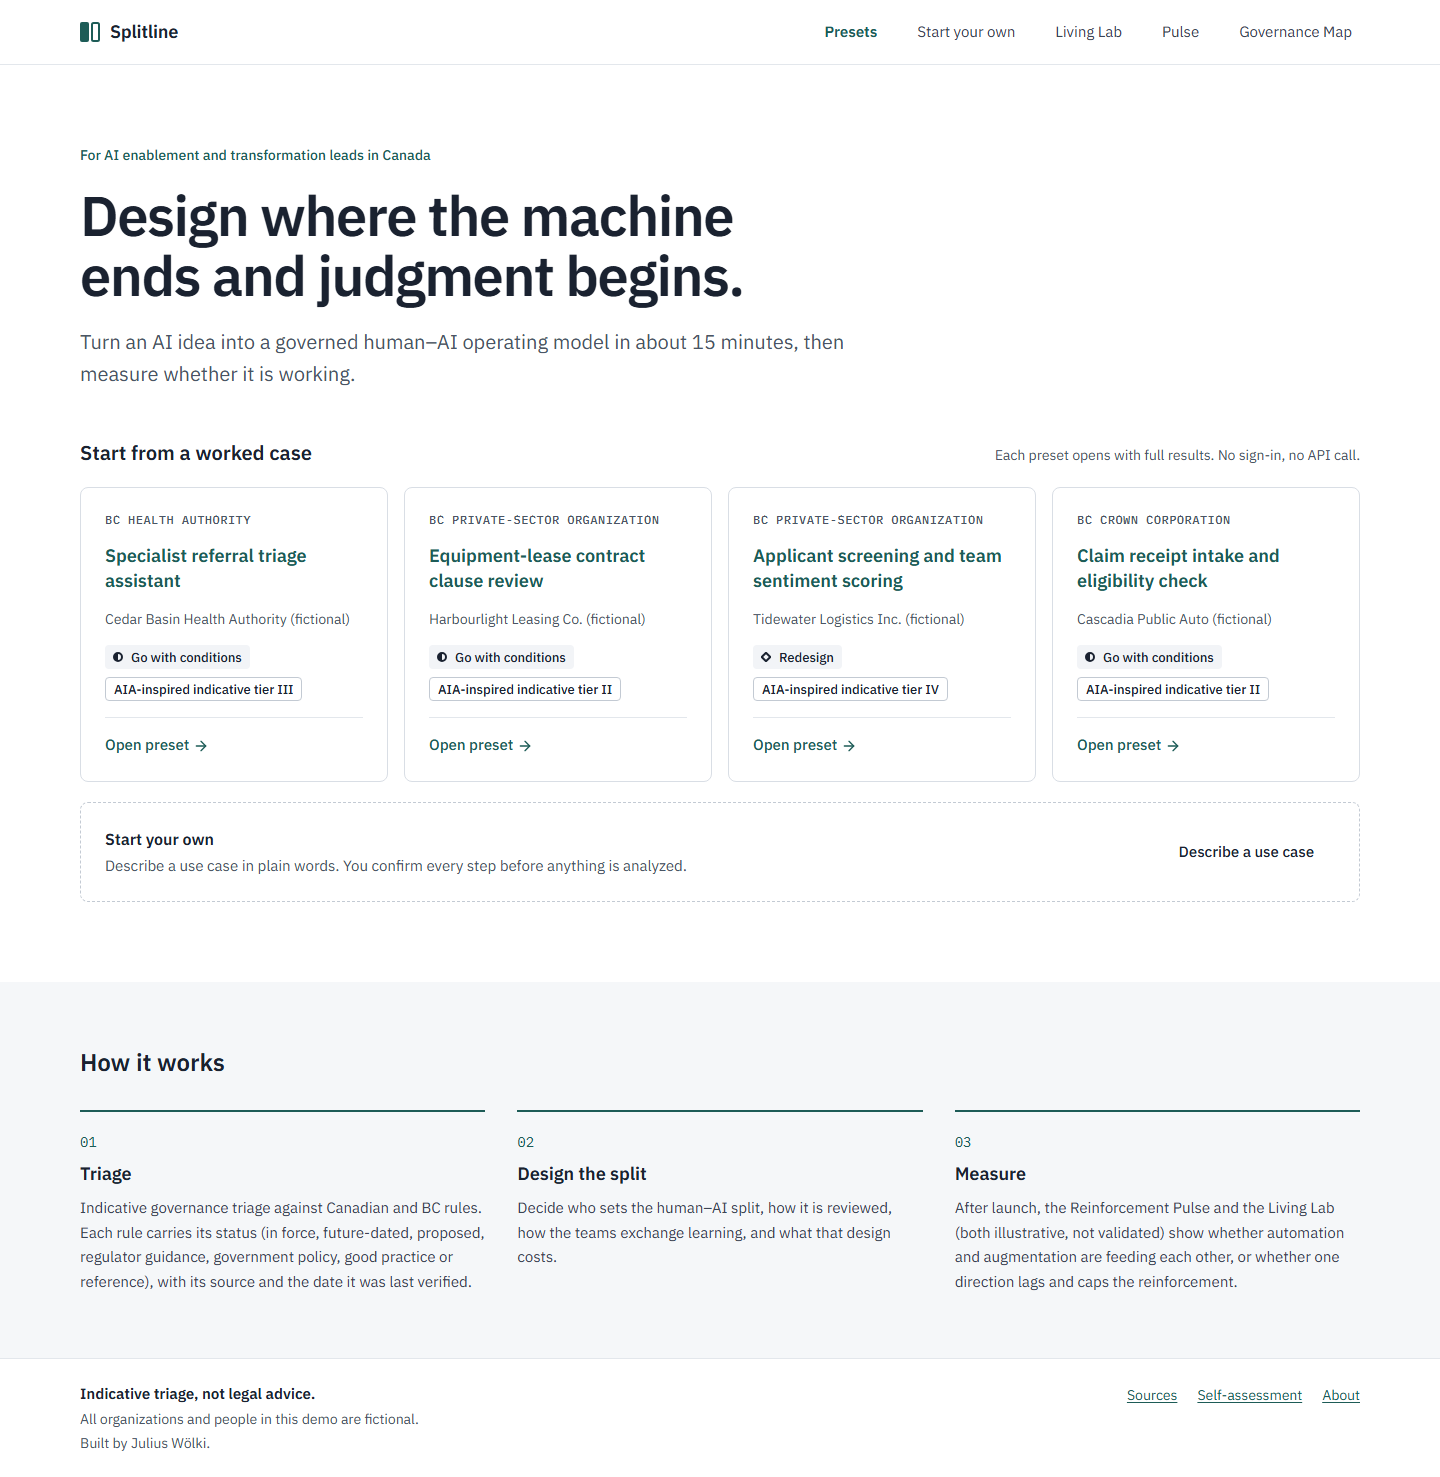 Splitline
Presets
Start your own
Living Lab
Pulse
Governance Map
For AI enablement and transformation leads in Canada
Design where the machine
ends and judgment begins.
Turn an AI idea into a governed human–AI operating model in about 15 minutes, then
measure whether it is working.
Start from a worked case
Each preset opens with full results. No sign-in, no API call.
BC HEALTH AUTHORITY
Specialist referral triage
assistant
Cedar Basin Health Authority (fictional)
Go with conditions
AIA-inspired indicative tier III
Open preset →
BC PRIVATE-SECTOR ORGANIZATION
Equipment-lease contract
clause review
Harbourlight Leasing Co. (fictional)
Go with conditions
AIA-inspired indicative tier II
Open preset →
BC PRIVATE-SECTOR ORGANIZATION
Applicant screening and team
sentiment scoring
Tidewater Logistics Inc. (fictional)
Redesign
AIA-inspired indicative tier IV
Open preset →
BC CROWN CORPORATION
Claim receipt intake and
eligibility check
Cascadia Public Auto (fictional)
Go with conditions
AIA-inspired indicative tier II
Open preset →
Start your own
Describe a use case in plain words. You confirm every step before anything is analyzed.
Describe a use case
How it works
01
Triage
Indicative governance triage against Canadian and BC rules.
Each rule carries its status (in force, future-dated, proposed,
regulator guidance, government policy, good practice or
reference), with its source and the date it was last verified.
02
Design the split
Decide who sets the human–AI split, how it is reviewed,
how the teams exchange learning, and what that design
costs.
03
Measure
After launch, the Reinforcement Pulse and the Living Lab
(both illustrative, not validated) show whether automation
and augmentation are feeding each other, or whether one
direction lags and caps the reinforcement.
Indicative triage, not legal advice.
All organizations and people in this demo are fictional.
Built by Julius Wölki.
Sources
Self-assessment
About